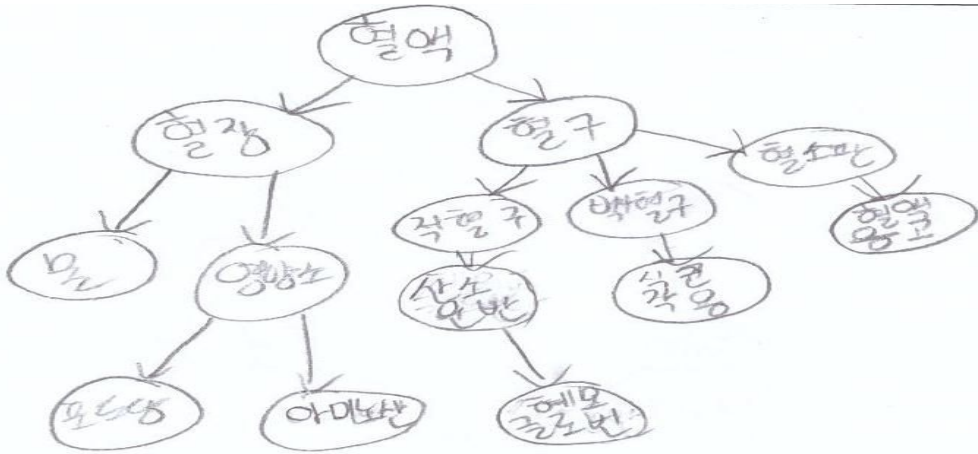 혈액
혈장
혈구
혈소판
적혈구
백혈구
혈액
응고
물
영양소
산소
운반
식균
작용
포도당
아미노산
헤모
글로빈